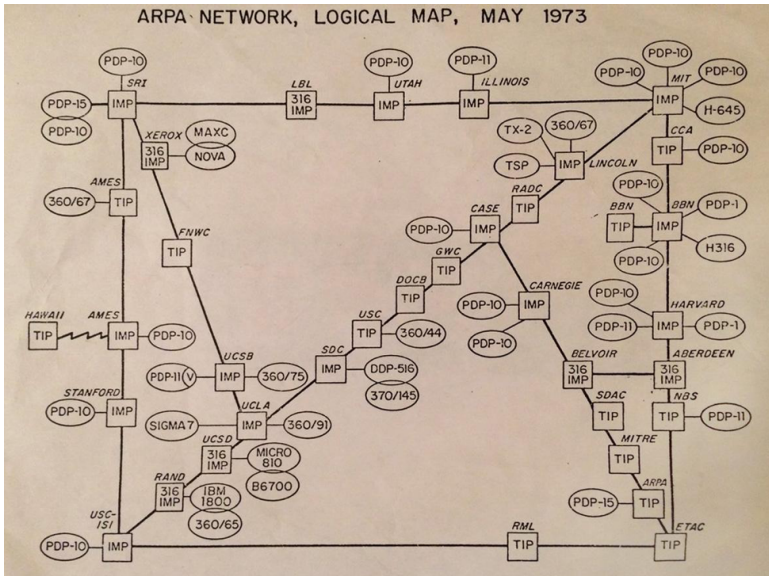 ARPA NETWORK, LOGICAL MAP, MAY 1973
PDP-10
SRI
PDP-15
IMP
PDP-10
LBL
316
IMP
PDP-10
UTAH
IMP
PDP-11
ILLINOIS
IMP
PDP-10
PDP-10
MIT
PDP-10
IMP
H-645
XEROX
316
IMP
MAXC
NOVA
TX-2
360/67
TSP
IMP
LINCOLN
CCA
TIP
PDP-10
AMES
360/67
TIP
RADC
TIP
CASE
PDP-10
IMP
PDP-10
BBN
TIP
BBN
IMP
PDP-1
PDP-10
H316
FNWC
TIP
GWC
TIP
DOCB
TIP
CARNEGIE
PDP-10
IMP
PDP-10
PDP-10
HARVARD
PDP-11
IMP
PDP-1
HAWAII
TIP
AMES
IMP
PDP-10
USC
TIP
360/44
SDC
IMP
DDP-516
370/145
BELVOIR
316
IMP
ABERDEEN
316
IMP
UCSB
PDP-11 V
IMP
360/75
STANFORD
PDP-10
IMP
UCLA
SIGMA 7
IMP
360/91
SDAC
TIP
NBS
TIP
PDP-11
UCSD
316
IMP
MICRO
810
B6700
MITRE
TIP
RAND
316
IMP
IBM
1800
360/65
ARPA
PDP-15
TIP
USC-
ISI
PDP-10
IMP
RML
TIP
ETAC
TIP